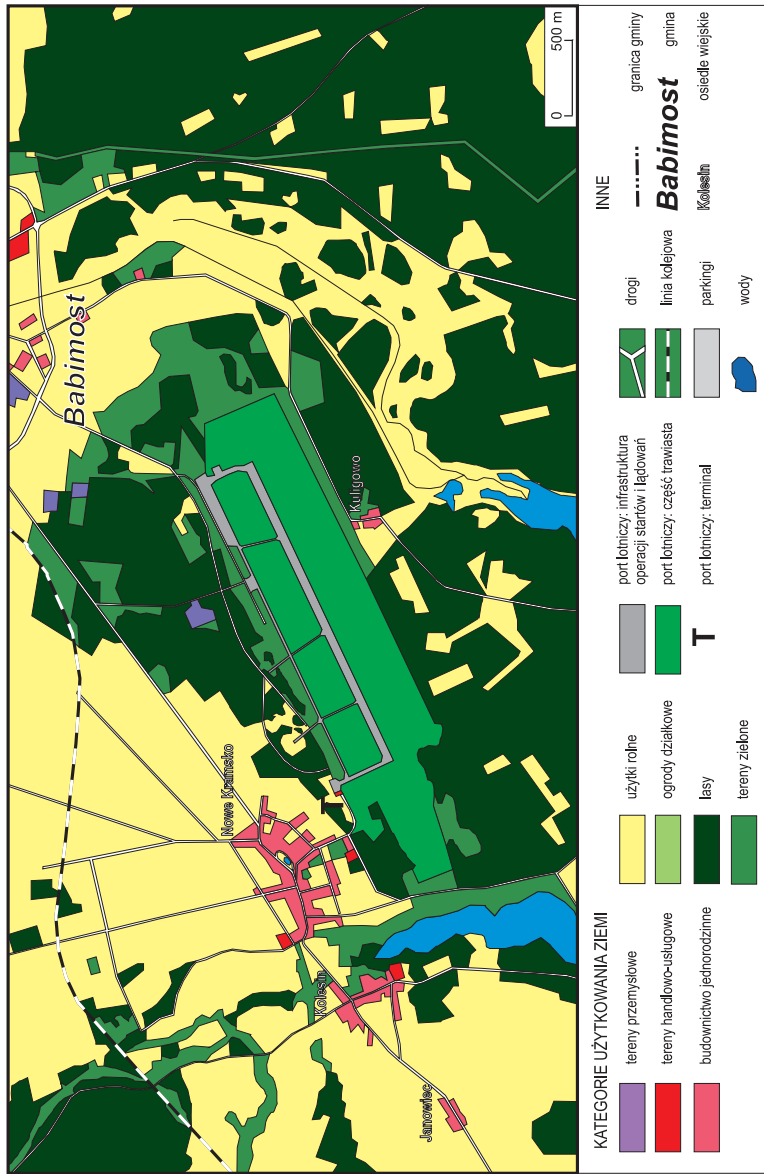 Babimost
Nowe Kramsko
Kuligowo
Kolesin
Janowiec
T
0 500 m
KATEGORIE UŻYTKOWANIA ZIEMI
tereny przemysłowe
tereny handlowo-usługowe
budownictwo jednorodzinne
użytki rolne
ogrody działkowe
lasy
tereny zielone
port lotniczy: infrastruktura
operacji startów i lądowań
port lotniczy: część trawiasta
T port lotniczy: terminal
drogi
linia kolejowa
parkingi
wody
INNE
granica gminy
Babimost gmina
Kolesin osiedle wiejskie